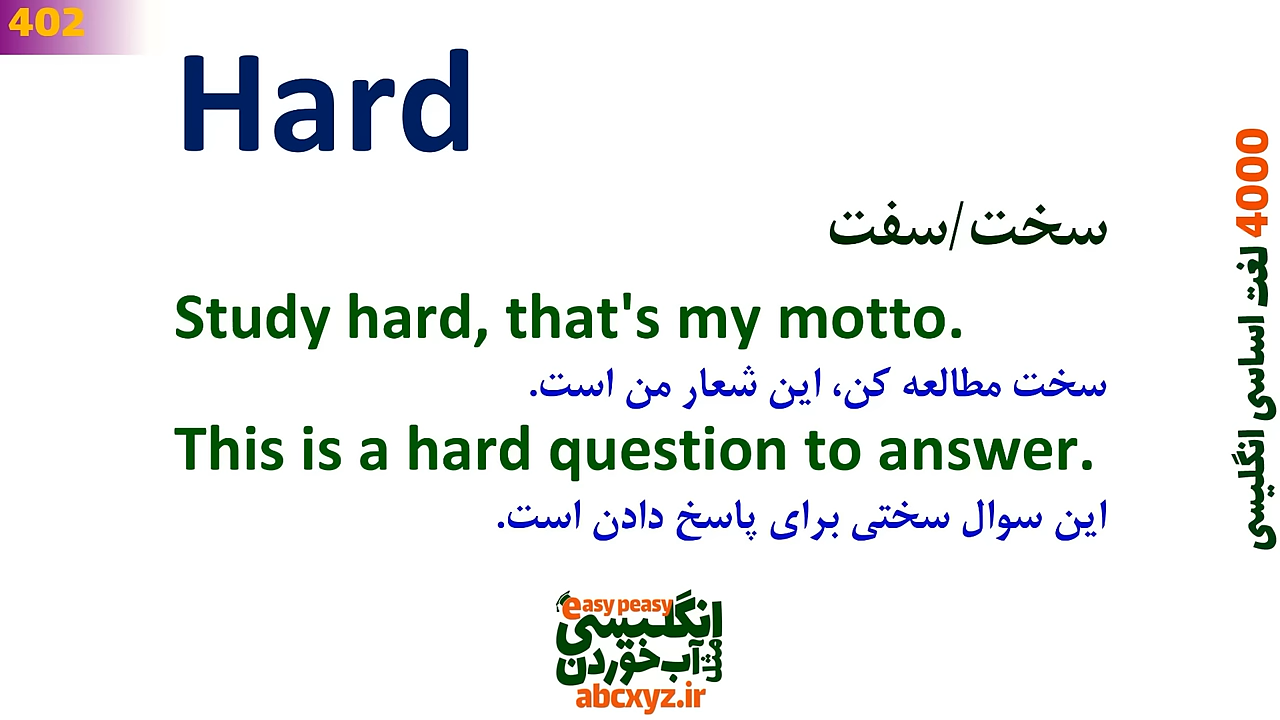 402
Hard
سخت/سفت
Study hard, that's my motto.
سخت مطالعه کن، این شعار من است.
This is a hard question to answer.
این سوال سختی برای پاسخ دادن است.
4000 لغت اساسی انگلیسی
easy peasy
انگلیسی
مثل آب خوردن
abcxyz.ir